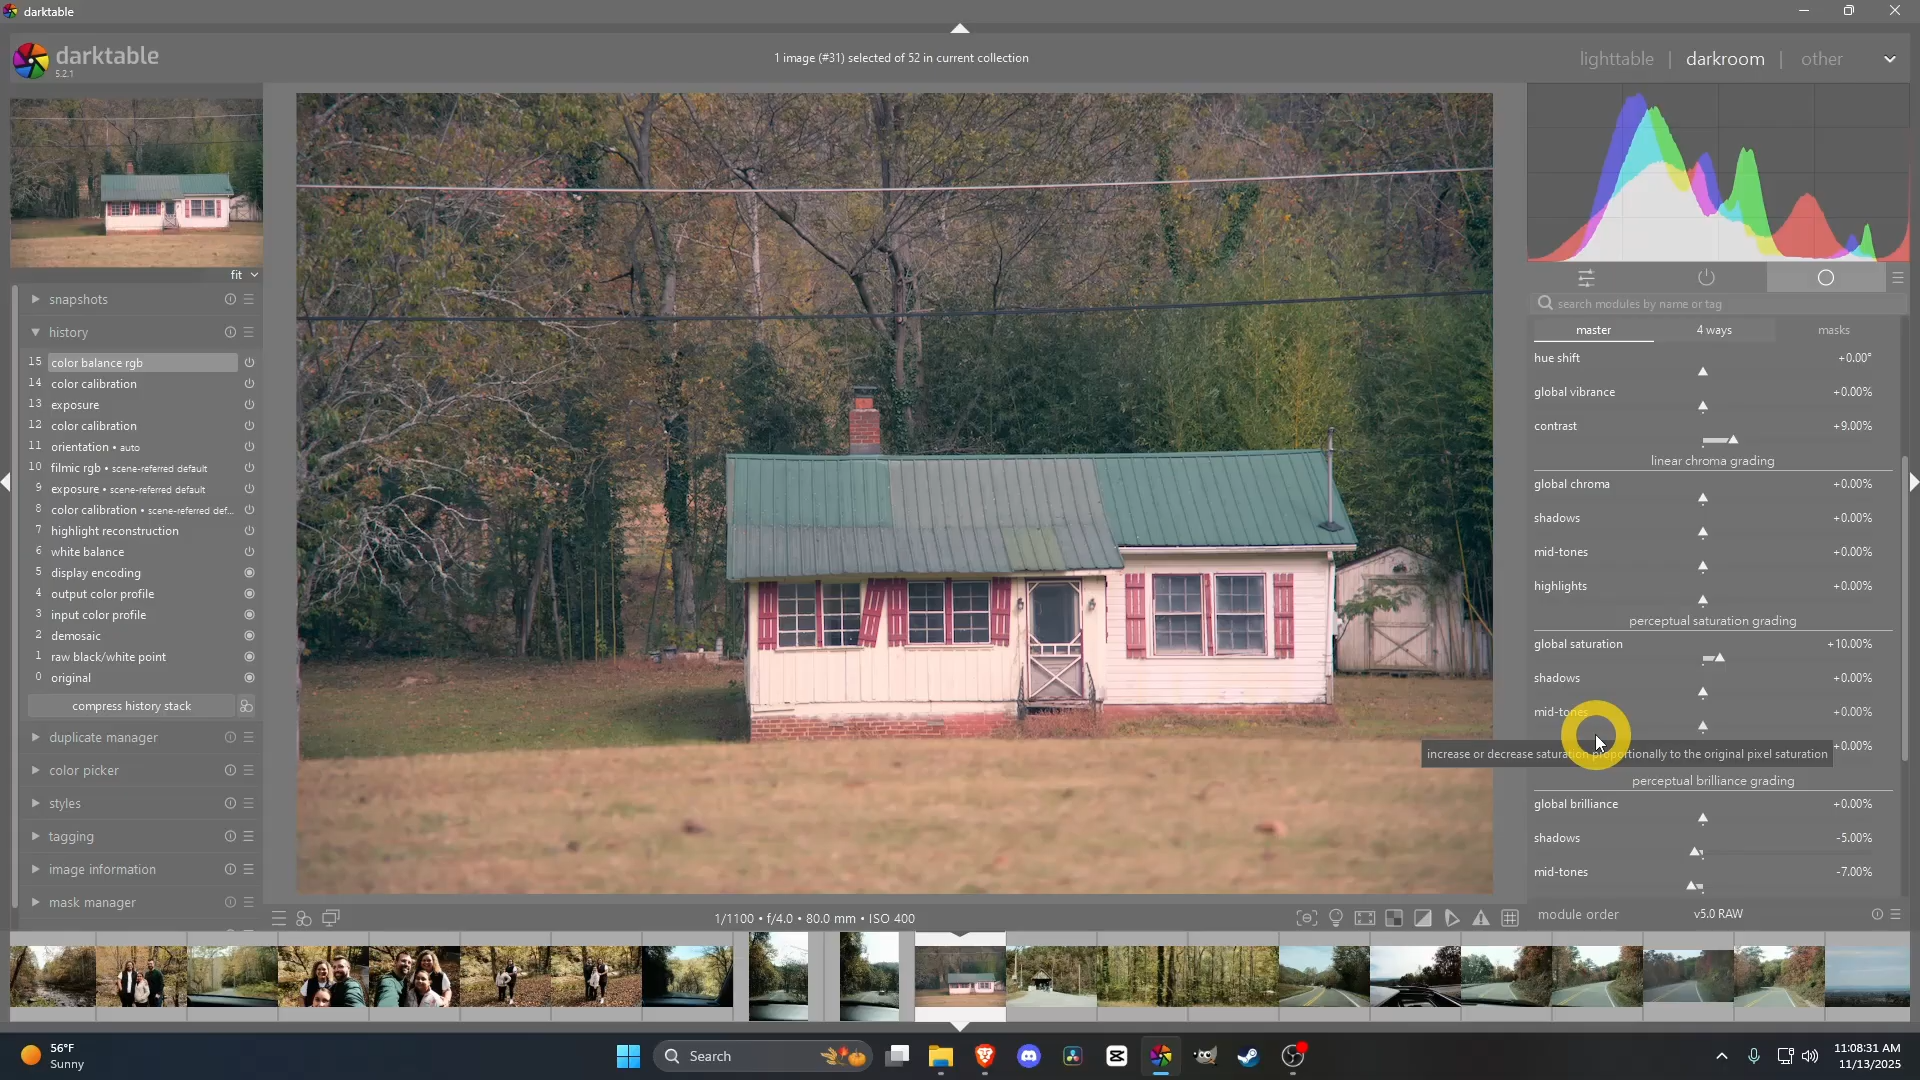 darktable
darktable
5.2.1
1 image (#31) selected of 52 in current collection
lighttable | darkroom | other
fit
snapshots
history
15 color balance rgb
14 color calibration
13 exposure
12 color calibration
11 orientation • auto
10 filmic rgb • scene-referred default
9 exposure • scene-referred default
8 color calibration • scene-referred def...
7 highlight reconstruction
6 white balance
5 display encoding
4 output color profile
3 input color profile
2 demosaic
1 raw black/white point
0 original
compress history stack
duplicate manager
color picker
styles
tagging
image information
mask manager
1/1100 • f/4.0 • 80.0 mm • ISO 400
search modules by name or tag
master 4 ways masks
hue shift +0.00°
global vibrance +0.00%
contrast +9.00%
linear chroma grading
global chroma +0.00%
shadows +0.00%
mid-tones +0.00%
highlights +0.00%
perceptual saturation grading
global saturation +10.00%
shadows +0.00%
mid-tones +0.00%
+0.00%
increase or decrease saturation proportionally to the original pixel saturation
perceptual brilliance grading
global brilliance +0.00%
shadows -5.00%
mid-tones -7.00%
module order v5.0 RAW
56°F
Sunny
Search
11:08:31 AM
11/13/2025